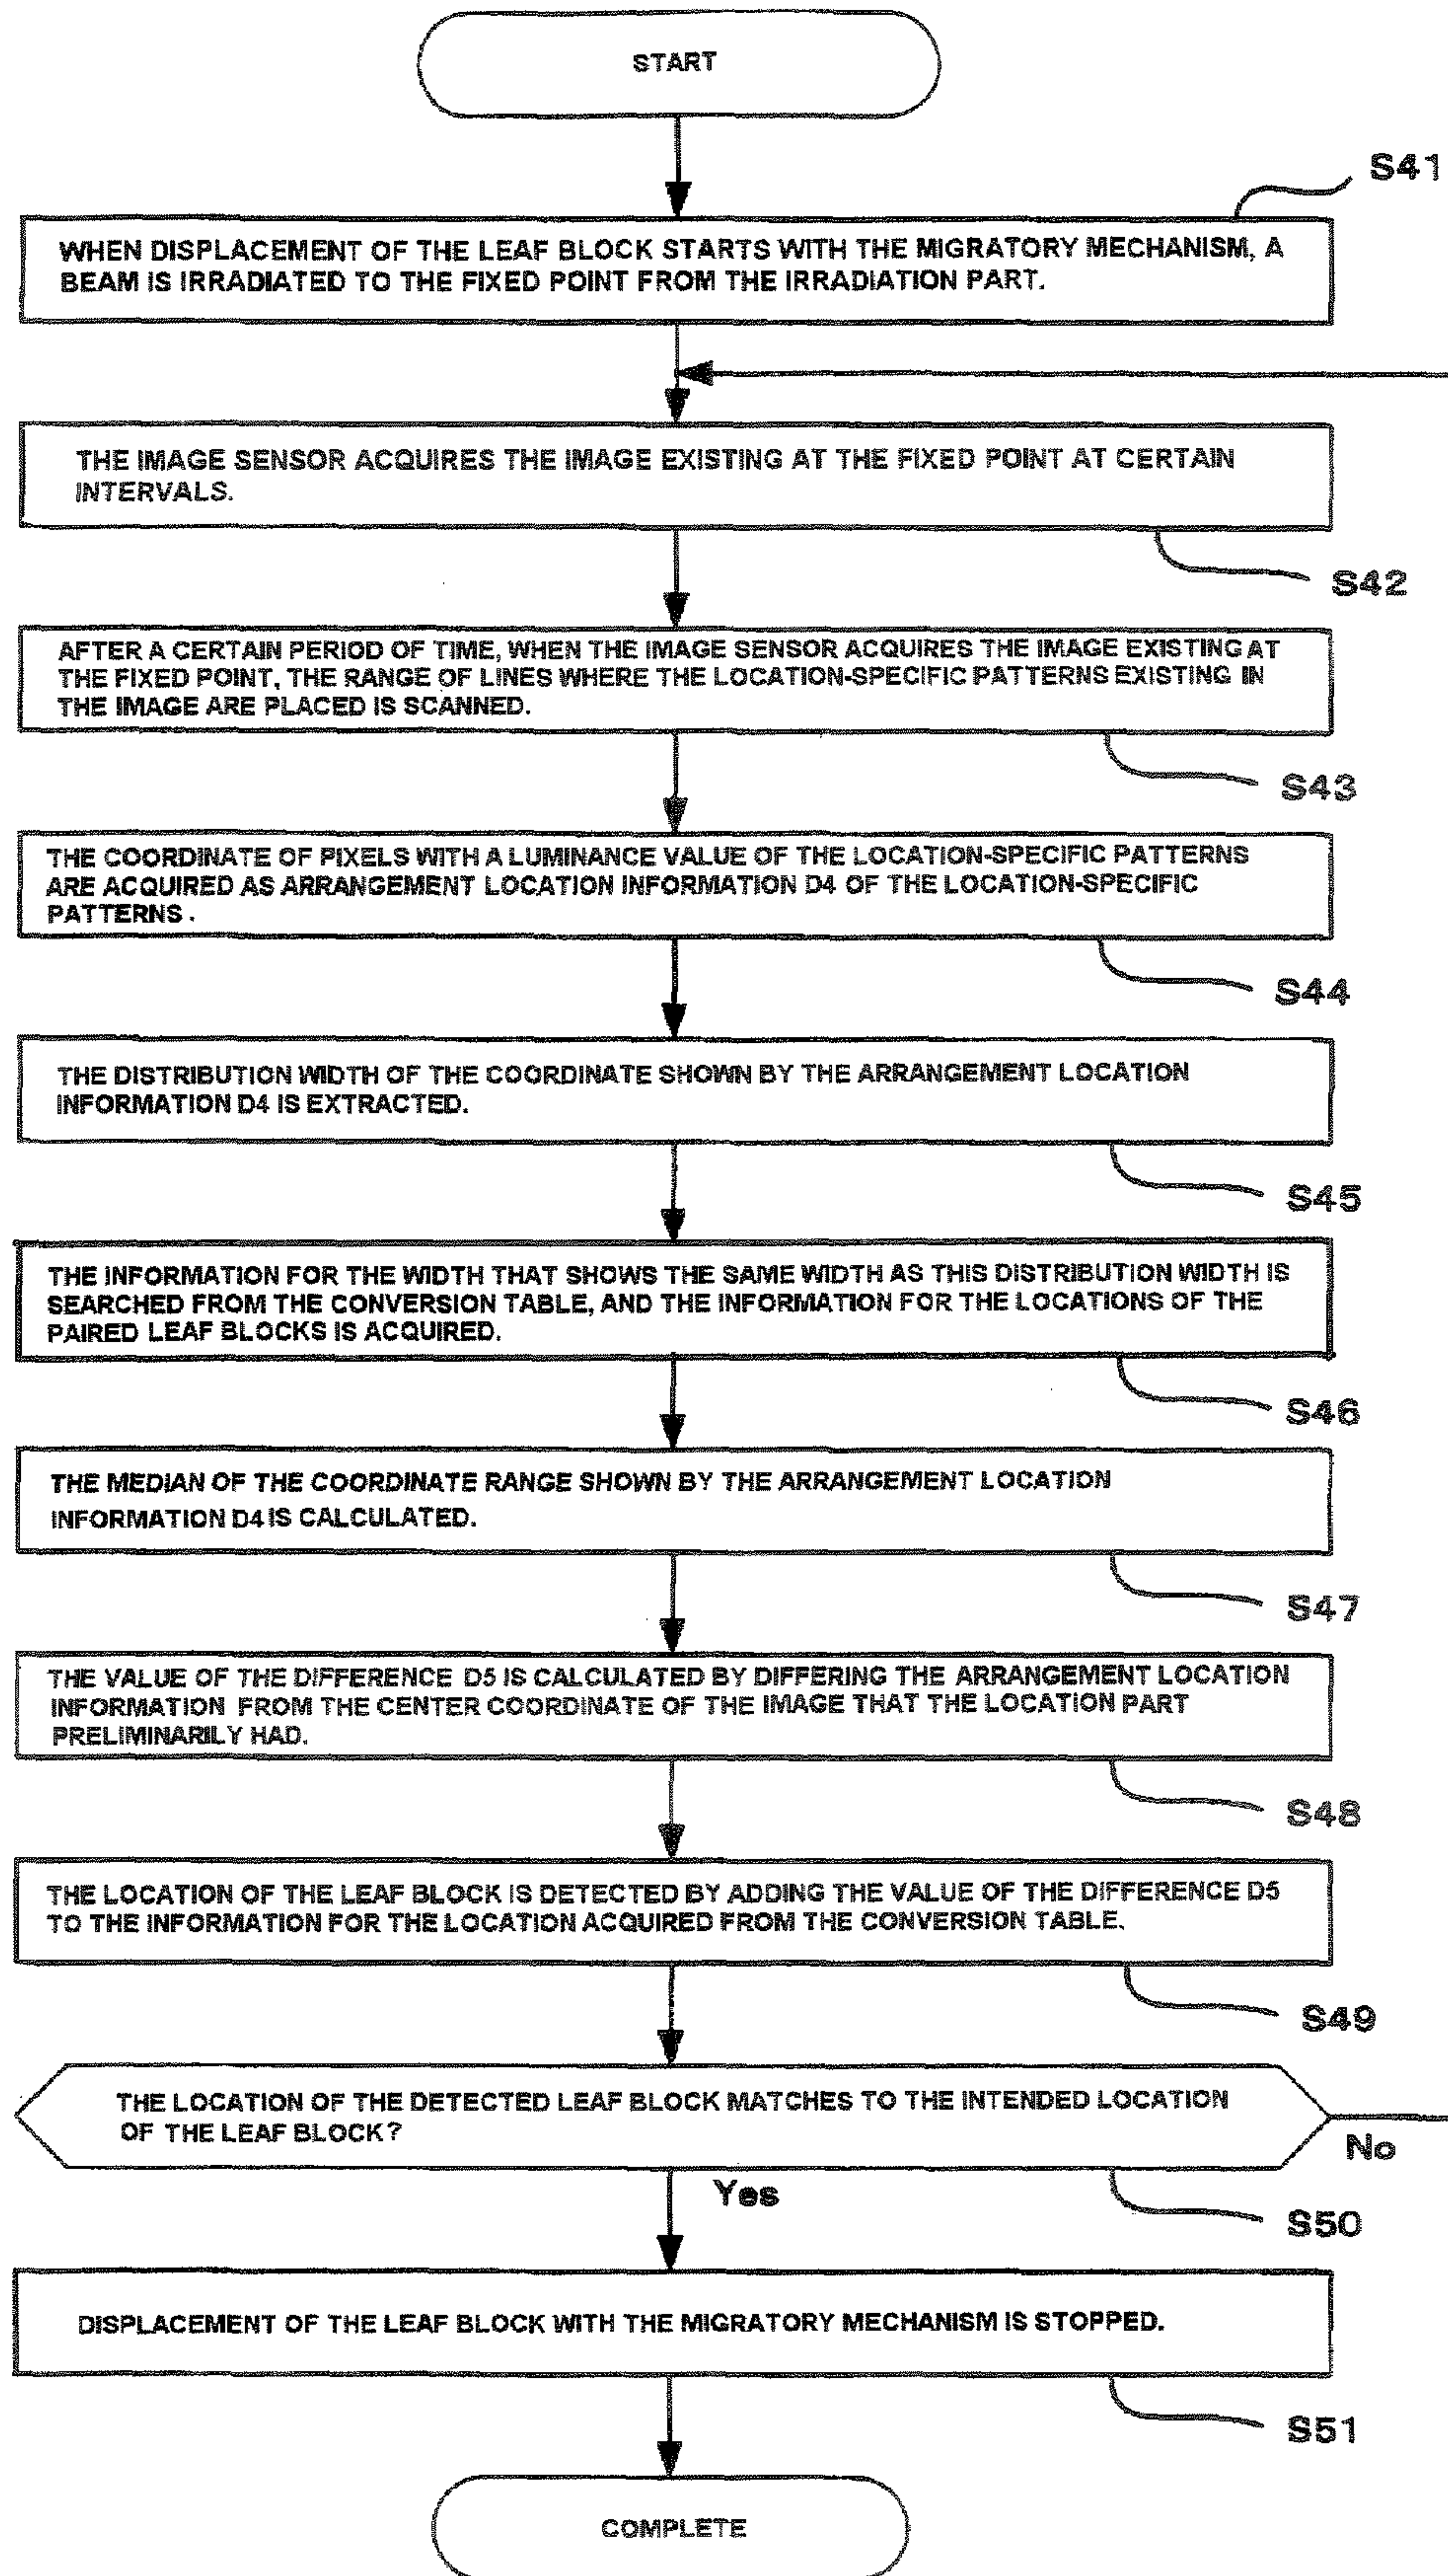 START
S41
WHEN DISPLACEMENT OF THE LEAF BLOCK STARTS WITH THE MIGRATORY MECHANISM, A
BEAM IS IRRADIATED TO THE FIXED POINT FROM THE IRRADIATION PART.
THE IMAGE SENSOR ACQUIRES THE IMAGE EXISTING AT THE FIXED POINT AT CERTAIN
INTERVALS.
S42
AFTER A CERTAIN PERIOD OF TIME, WHEN THE IMAGE SENSOR ACQUIRES THE IMAGE EXISTING AT
THE FIXED POINT, THE RANGE OF LINES WHERE THE LOCATION-SPECIFIC PATTERNS EXISTING IN
THE IMAGE ARE PLACED IS SCANNED.
S43
THE COORDINATE OF PIXELS WITH A LUMINANCE VALUE OF THE LOCATION-SPECIFIC PATTERNS
ARE ACQUIRED AS ARRANGEMENT LOCATION INFORMATION D4 OF THE LOCATION-SPECIFIC
PATTERNS.
S44
THE DISTRIBUTION WIDTH OF THE COORDINATE SHOWN BY THE ARRANGEMENT LOCATION
INFORMATION D4 IS EXTRACTED.
S45
THE INFORMATION FOR THE WIDTH THAT SHOWS THE SAME WIDTH AS THIS DISTRIBUTION WIDTH IS
SEARCHED FROM THE CONVERSION TABLE, AND THE INFORMATION FOR THE LOCATIONS OF THE
PAIRED LEAF BLOCKS IS ACQUIRED.
S46
THE MEDIAN OF THE COORDINATE RANGE SHOWN BY THE ARRANGEMENT LOCATION
INFORMATION D4 IS CALCULATED.
S47
THE VALUE OF THE DIFFERENCE D5 IS CALCULATED BY DIFFERING THE ARRANGEMENT LOCATION
INFORMATION FROM THE CENTER COORDINATE OF THE IMAGE THAT THE LOCATION PART
PRELIMINARILY HAD.
S48
THE LOCATION OF THE LEAF BLOCK IS DETECTED BY ADDING THE VALUE OF THE DIFFERENCE D5
TO THE INFORMATION FOR THE LOCATION ACQUIRED FROM THE CONVERSION TABLE.
S49
THE LOCATION OF THE DETECTED LEAF BLOCK MATCHES TO THE INTENDED LOCATION
OF THE LEAF BLOCK?
No
Yes
S50
DISPLACEMENT OF THE LEAF BLOCK WITH THE MIGRATORY MECHANISM IS STOPPED.
S51
COMPLETE